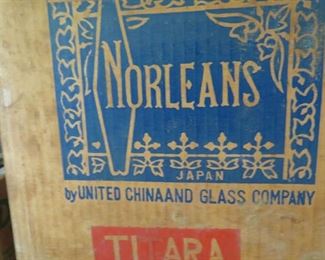 NORLEANS
JAPAN
by UNITED CHINAAND GLASS COMPANY